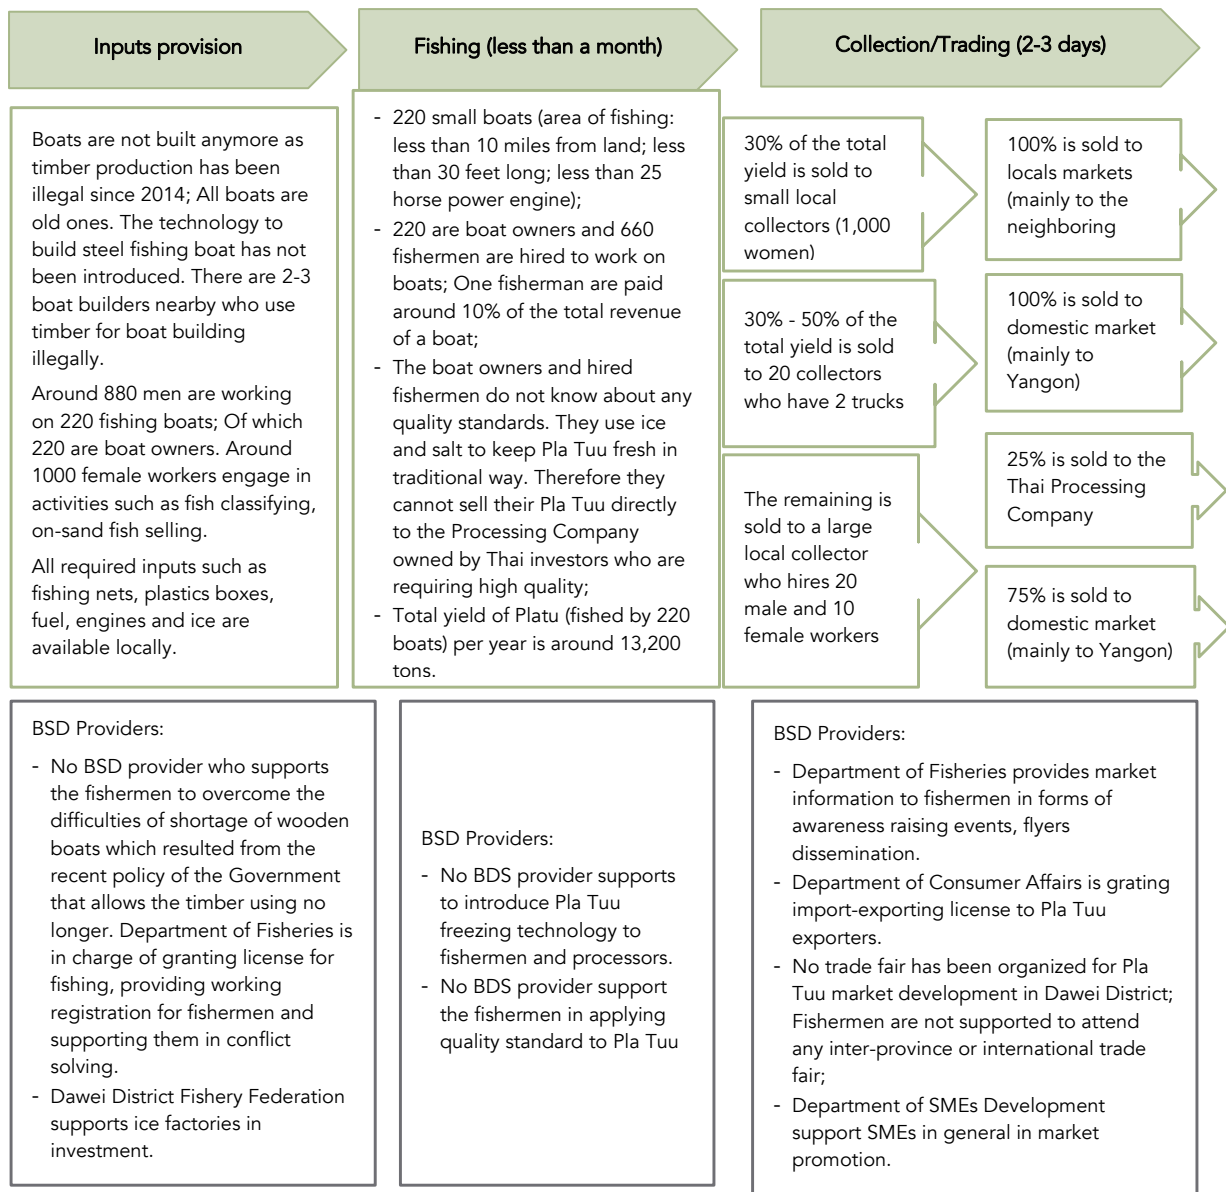 Inputs provision
Fishing (less than a month)
Collection/Trading (2-3 days)
Boats are not built anymore as
timber production has been
illegal since 2014; All boats are
old ones. The technology to
build steel fishing boat has not
been introduced. There are 2-3
boat builders nearby who use
timber for boat building
illegally.
Around 880 men are working
on 220 fishing boats; Of which
220 are boat owners. Around
1000 female workers engage in
activities such as fish classifying,
on-sand fish selling.
All required inputs such as
fishing nets, plastics boxes,
fuel, engines and ice are
available locally.
- 220 small boats (area of fishing:
less than 10 miles from land; less
than 30 feet long; less than 25
horse power engine);
- 220 are boat owners and 660
fishermen are hired to work on
boats; One fisherman are paid
around 10% of the total revenue
of a boat;
- The boat owners and hired
fishermen do not know about any
quality standards. They use ice
and salt to keep Pla Tuu fresh in
traditional way. Therefore they
cannot sell their Pla Tuu directly
to the Processing Company
owned by Thai investors who are
requiring high quality;
- Total yield of Platu (fished by 220
boats) per year is around 13,200
tons.
30% of the total
yield is sold to
small local
collectors (1,000
women)
100% is sold to
locals markets
(mainly to the
neighboring
30% - 50% of the
total yield is sold
to 20 collectors
who have 2 trucks
100% is sold to
domestic market
(mainly to
Yangon)
The remaining is
sold to a large
local collector
who hires 20
male and 10
female workers
25% is sold to the
Thai Processing
Company
75% is sold to
domestic market
(mainly to Yangon)
BSD Providers:
- No BSD provider who supports
the fishermen to overcome the
difficulties of shortage of wooden
boats which resulted from the
recent policy of the Government
that allows the timber using no
longer. Department of Fisheries is
in charge of granting license for
fishing, providing working
registration for fishermen and
supporting them in conflict
solving.
- Dawei District Fishery Federation
supports ice factories in
investment.
BSD Providers:
- No BDS provider supports
to introduce Pla Tuu
freezing technology to
fishermen and processors.
- No BDS provider support
the fishermen in applying
quality standard to Pla Tuu
BSD Providers:
- Department of Fisheries provides market
information to fishermen in forms of
awareness raising events, flyers
dissemination.
- Department of Consumer Affairs is grating
import-exporting license to Pla Tuu
exporters.
- No trade fair has been organized for Pla
Tuu market development in Dawei District;
Fishermen are not supported to attend
any inter-province or international trade
fair;
- Department of SMEs Development
support SMEs in general in market
promotion.